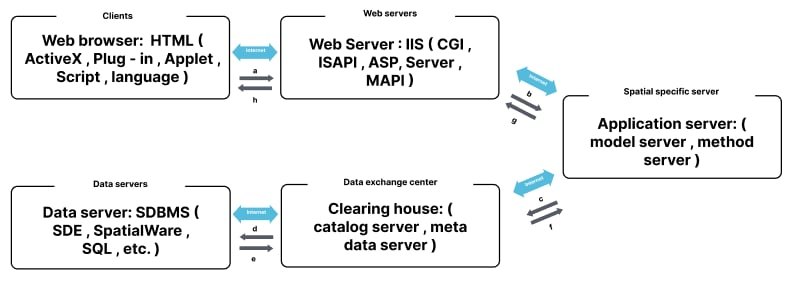 Clients
Web browser:  HTML (
ActiveX , Plug - in , Applet ,
Script , language )
Internet
a
h
Web servers
Web Server : IIS ( CGI ,
ISAPI , ASP, Server ,
MAPI )
Internet
b
g
Spatial specific server
Application server: (
model server , method
server )
Data servers
Data server: SDBMS (
SDE , SpatialWare ,
SQL , etc. )
Internet
d
e
Data exchange center
Clearing house: (
catalog server , meta
data server )
Internet
c
f